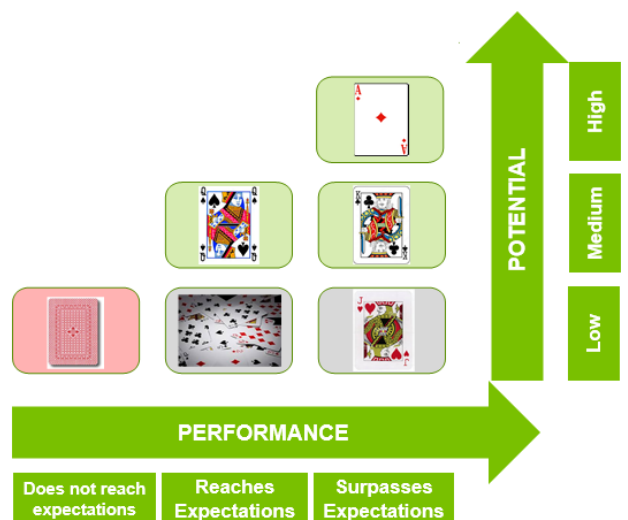 A
A
High
Q
Q
Q
Q
K
K
Medium
POTENTIAL
J
J
Low
PERFORMANCE
Does not reach
expectations
Reaches
Expectations
Surpasses
Expectations